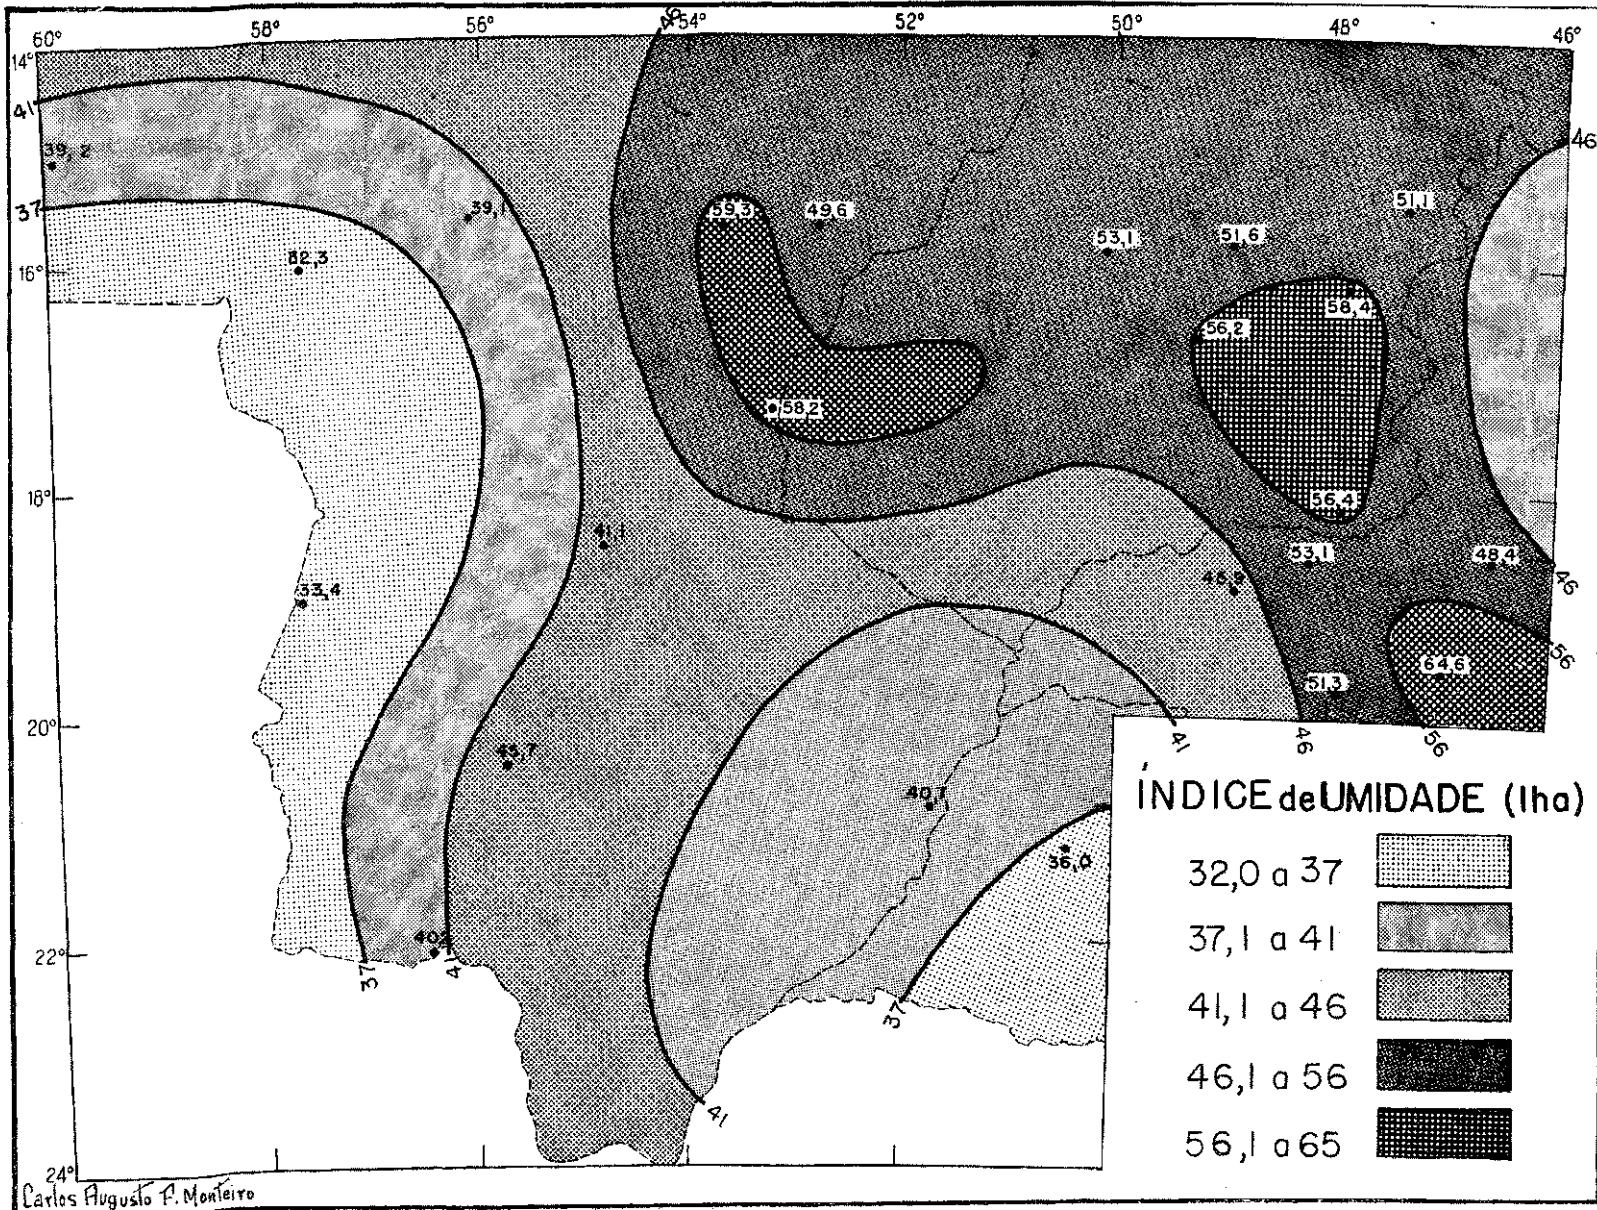 60° 58° 56° 46 54° 52° 50° 48° 46°
14°
41
46
39,2
37
39,1
59,3 49,6 51,1
53,1 51,6
16° 32,3
58,4
56,2
58,2
18° 56,4
41,1 53,1 48,4
46
33,4
56
64,6
51,3
20° 41 46 56
45,7
40,1
ÍNDICE de UMIDADE (Iha)
36,0
32,0 a 37
37,1 a 41
22° 37 41 37
41,1 a 46
46,1 a 56
41
56,1 a 65
24°
Carlos Augusto F. Monteiro